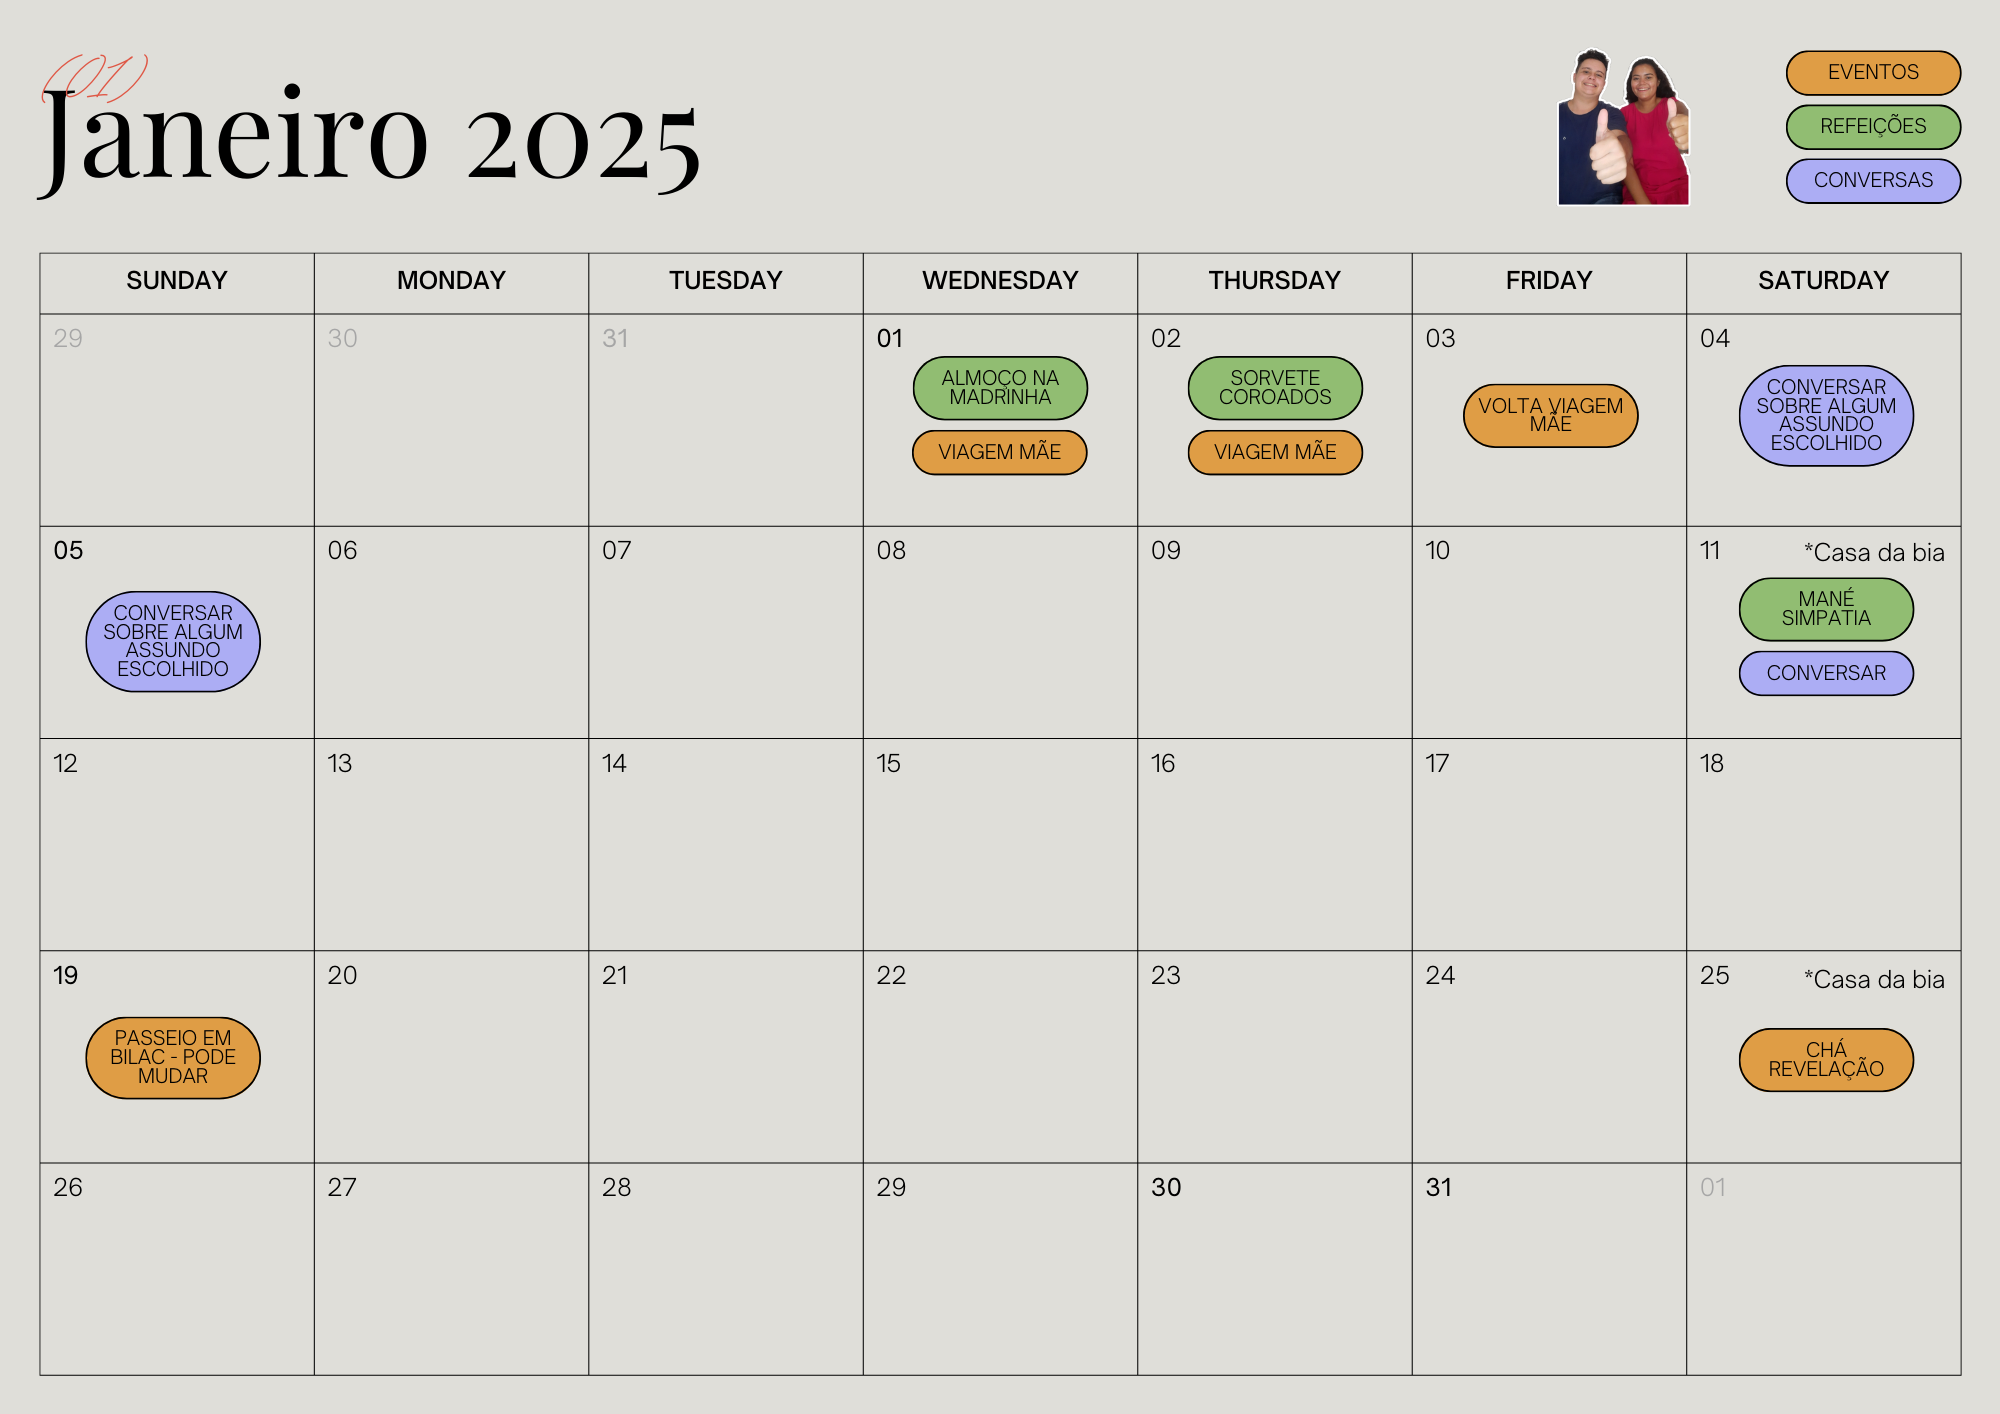 (01)
Janeiro 2025
EVENTOS
REFEIÇÕES
CONVERSAS
SUNDAY
MONDAY
TUESDAY
WEDNESDAY
THURSDAY
FRIDAY
SATURDAY
29
30
31
01
ALMOÇO NA
MADRINHA
VIAGEM MÃE
02
SORVETE
COROADOS
VIAGEM MÃE
03
VOLTA VIAGEM
MÃE
04
CONVERSAR
SOBRE ALGUM
ASSUNDO
ESCOLHIDO
05
CONVERSAR
SOBRE ALGUM
ASSUNDO
ESCOLHIDO
06
07
08
09
10
11
*Casa da bia
MANÉ
SIMPATIA
CONVERSAR
12
13
14
15
16
17
18
19
PASSEIO EM
BILAC - PODE
MUDAR
20
21
22
23
24
25
*Casa da bia
CHÁ
REVELAÇÃO
26
27
28
29
30
31
01